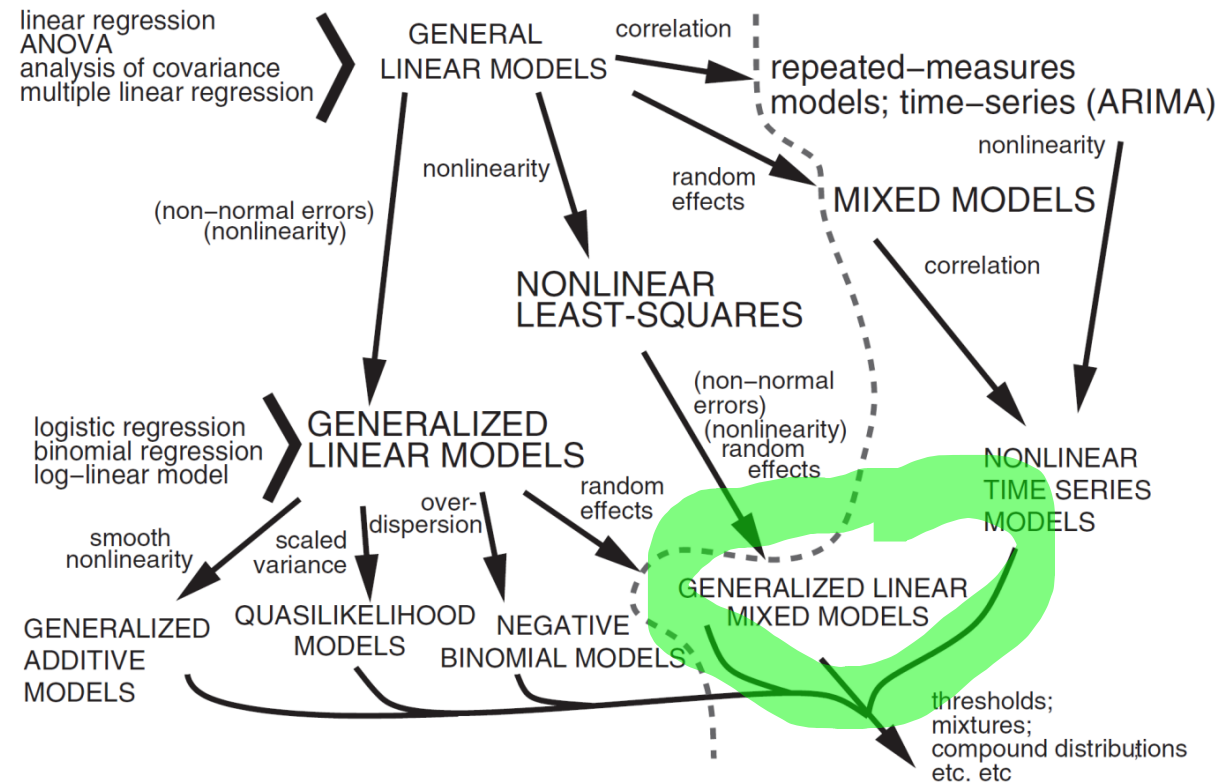 linear regression
ANOVA
analysis of covariance
multiple linear regression
GENERAL
LINEAR MODELS
correlation
repeated−measures
models; time−series (ARIMA)
nonlinearity
nonlinearity
random
effects
MIXED MODELS
(non−normal errors)
(nonlinearity)
correlation
NONLINEAR
LEAST-SQUARES
(non−normal
errors)
(nonlinearity)
random
effects
logistic regression
binomial regression
log−linear model
GENERALIZED
LINEAR MODELS
NONLINEAR
TIME SERIES
MODELS
smooth
nonlinearity
scaled
variance
over-
dispersion
random
effects
GENERALIZED
ADDITIVE
MODELS
QUASILIKELIHOOD
MODELS
NEGATIVE
BINOMIAL MODELS
GENERALIZED LINEAR
MIXED MODELS
thresholds;
mixtures;
compound distributions;
etc. etc